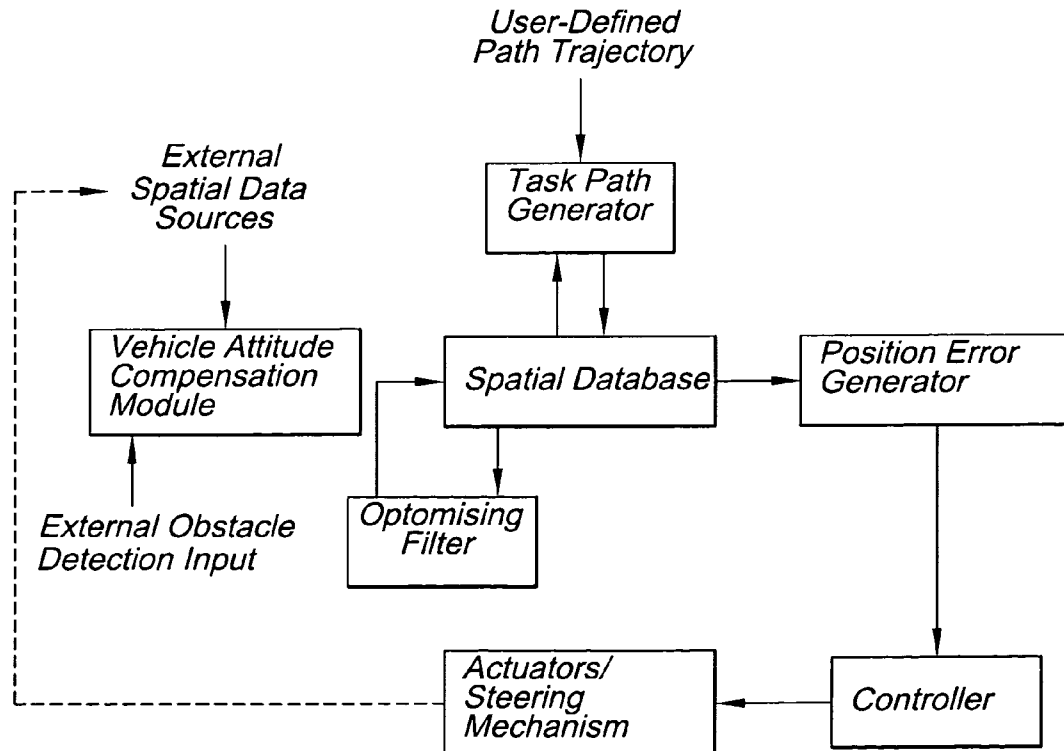 User-Defined
Path Trajectory
External
Spatial Data
Sources
Task Path
Generator
Vehicle Attitude
Compensation
Module
Spatial Database
Position Error
Generator
External Obstacle
Detection Input
Optomising
Filter
Actuators/
Steering
Mechanism
Controller